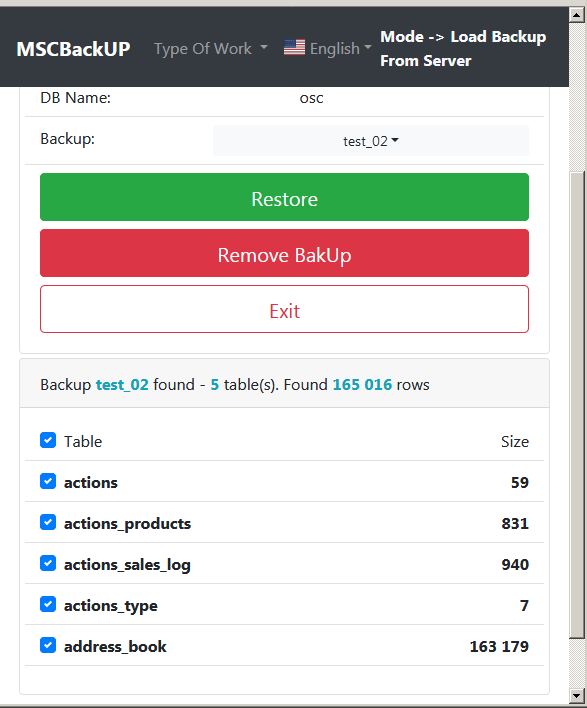 MSCBackUP Type Of Work English Mode -> Load Backup
From Server
DB Name: osc
Backup: test_02
Restore
Remove BakUp
Exit
Backup test_02 found - 5 table(s). Found 165 016 rows
Table Size
actions 59
actions_products 831
actions_sales_log 940
actions_type 7
address_book 163 179